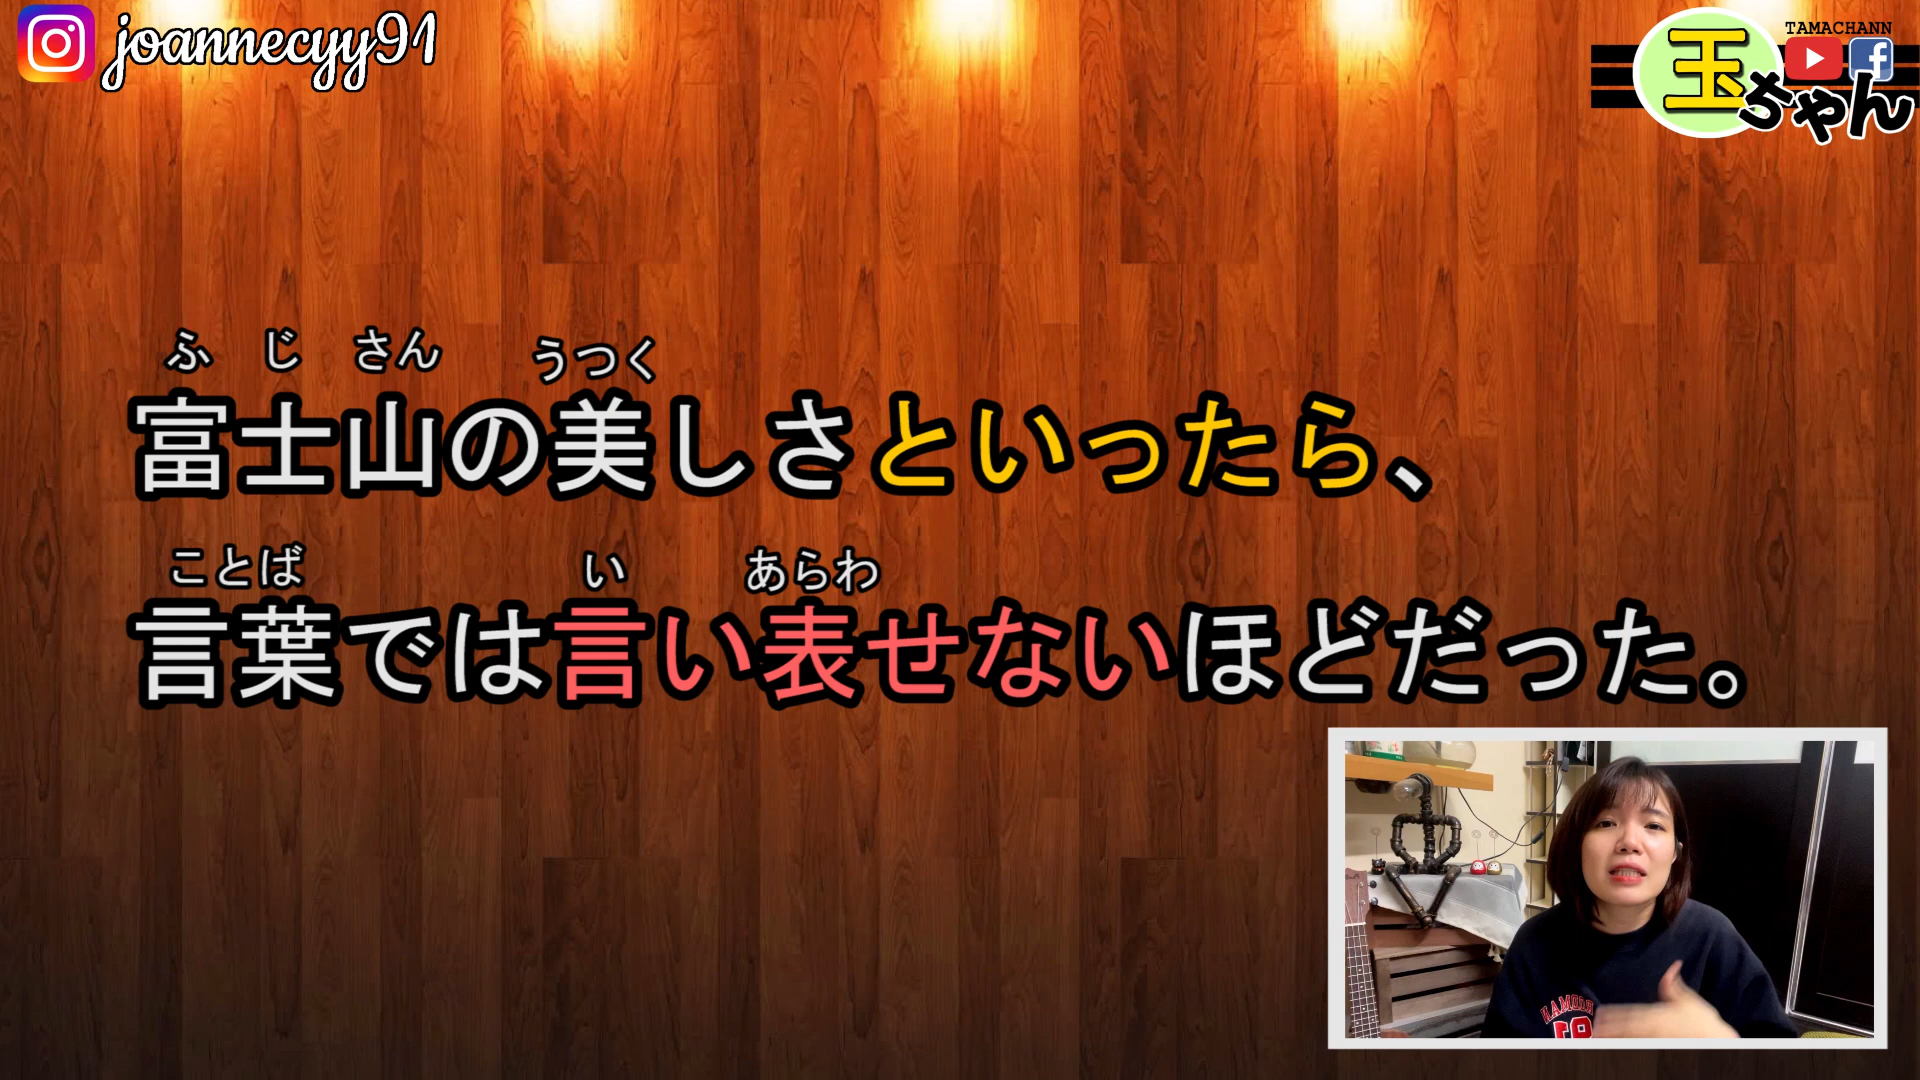 joannecyy91
TAMACHANN
玉ちゃん
ふ じ さん うつく
富士山の美しさといったら、
ことば い あらわ
言葉では言い表せないほどだった。